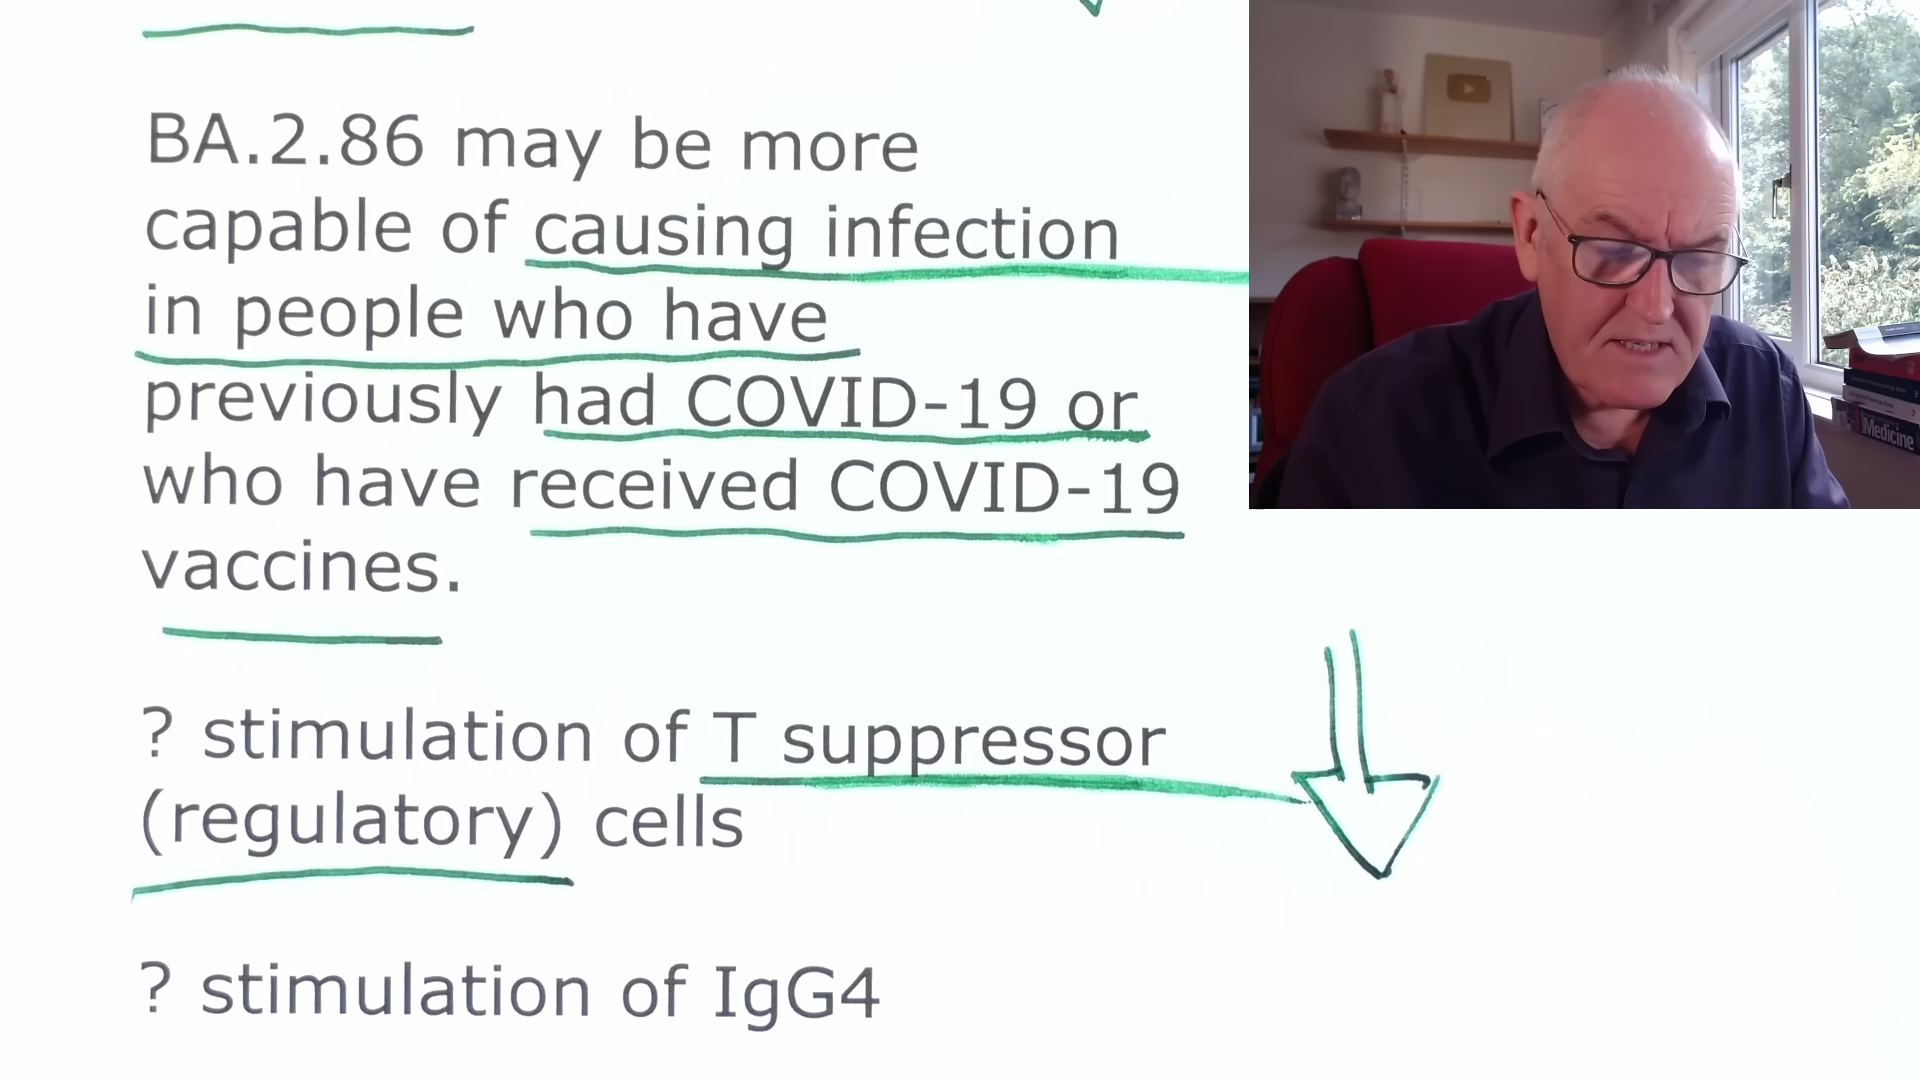 BA.2.86 may be more
capable of causing infection
in people who have
previously had COVID-19 or
who have received COVID-19
vaccines.
? stimulation of T suppressor
(regulatory) cells
? stimulation of IgG4
Medicine